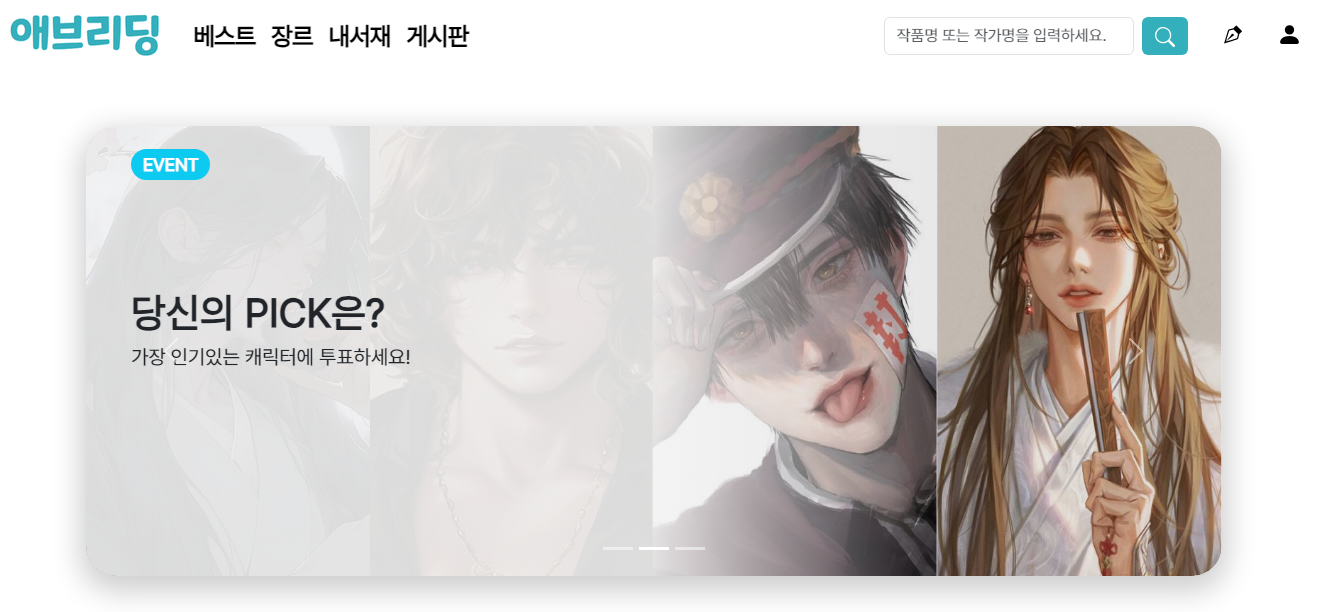 애브리딩
베스트 장르 내서재 게시판
작품명 또는 작가명을 입력하세요.
EVENT
당신의 PICK은?
가장 인기있는 캐릭터에 투표하세요!
封